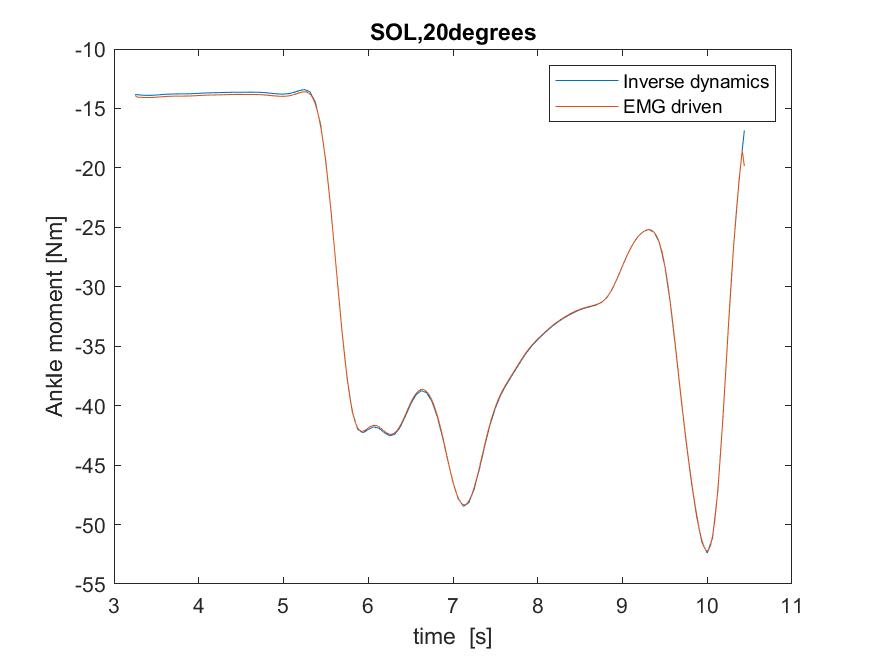 SOL,20degrees
Inverse dynamics
EMG driven
Ankle moment [Nm]
-10
-15
-20
-25
-30
-35
-40
-45
-50
-55
3 4 5 6 7 8 9 10 11
time [s]